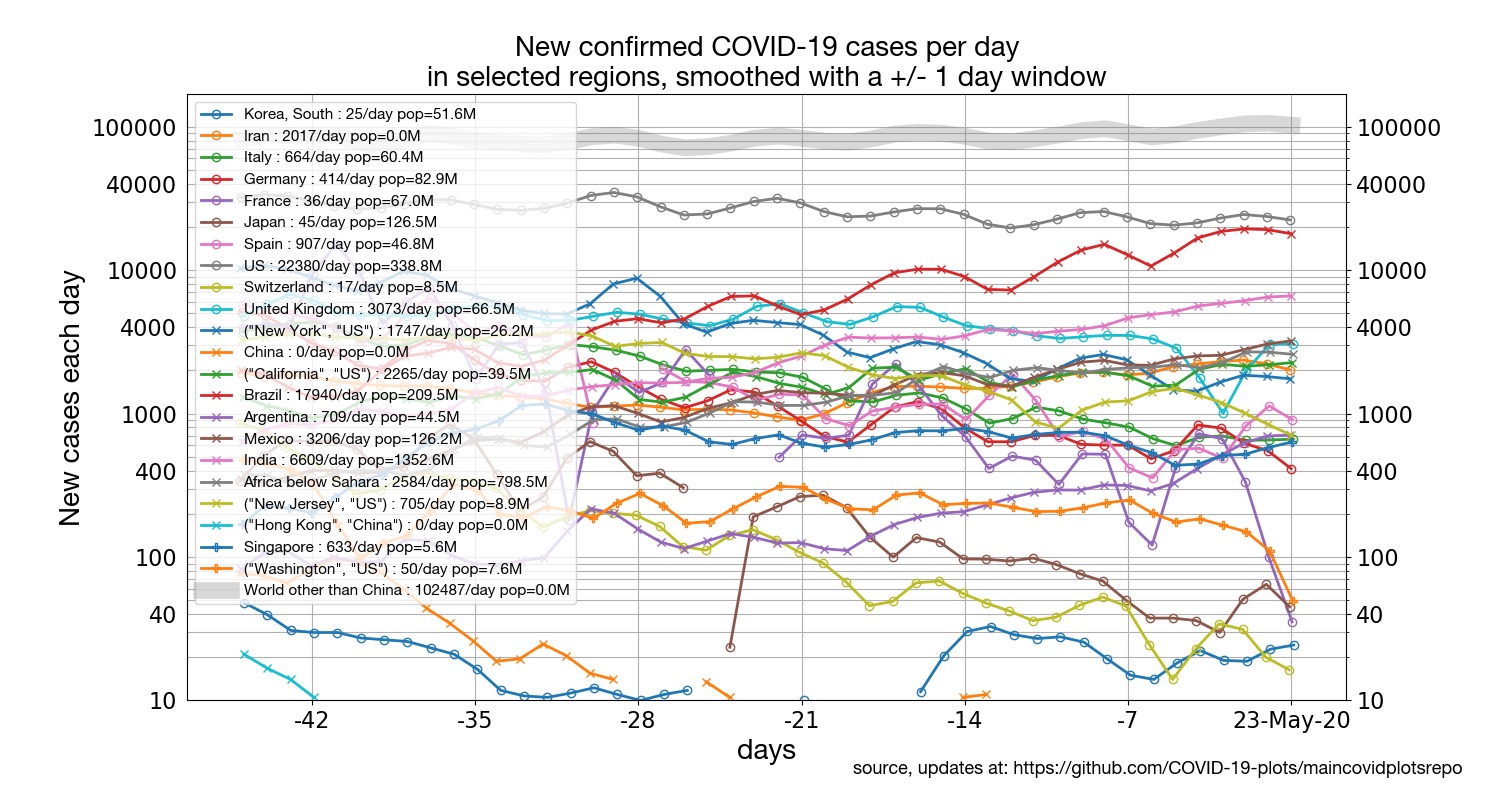 New confirmed COVID-19 cases per day
in selected regions, smoothed with a +/- 1 day window
Korea, South : 25/day pop=51.6M
Iran : 2017/day pop=0.0M
Italy : 664/day pop=60.4M
Germany : 414/day pop=82.9M
France : 36/day pop=67.0M
Japan : 45/day pop=126.5M
Spain : 907/day pop=46.8M
US : 22380/day pop=338.8M
Switzerland : 17/day pop=8.5M
United Kingdom : 3073/day pop=66.5M
("New York", "US") : 1747/day pop=26.2M
China : 0/day pop=0.0M
("California", "US") : 2265/day pop=39.5M
Brazil : 17940/day pop=209.5M
Argentina : 709/day pop=44.5M
Mexico : 3206/day pop=126.2M
India : 6609/day pop=1352.6M
Africa below Sahara : 2584/day pop=798.5M
("New Jersey", "US") : 705/day pop=8.9M
("Hong Kong", "China") : 0/day pop=0.0M
Singapore : 633/day pop=5.6M
("Washington", "US") : 50/day pop=7.6M
World other than China : 102487/day pop=0.0M
New cases each day
100000
40000
10000
4000
1000
400
100
40
10
100000
40000
10000
4000
1000
400
100
40
10
-42 -35 -28 -21 -14 -7 23-May-20
days
source, updates at: https://github.com/COVID-19-plots/maincovidplotsrepo